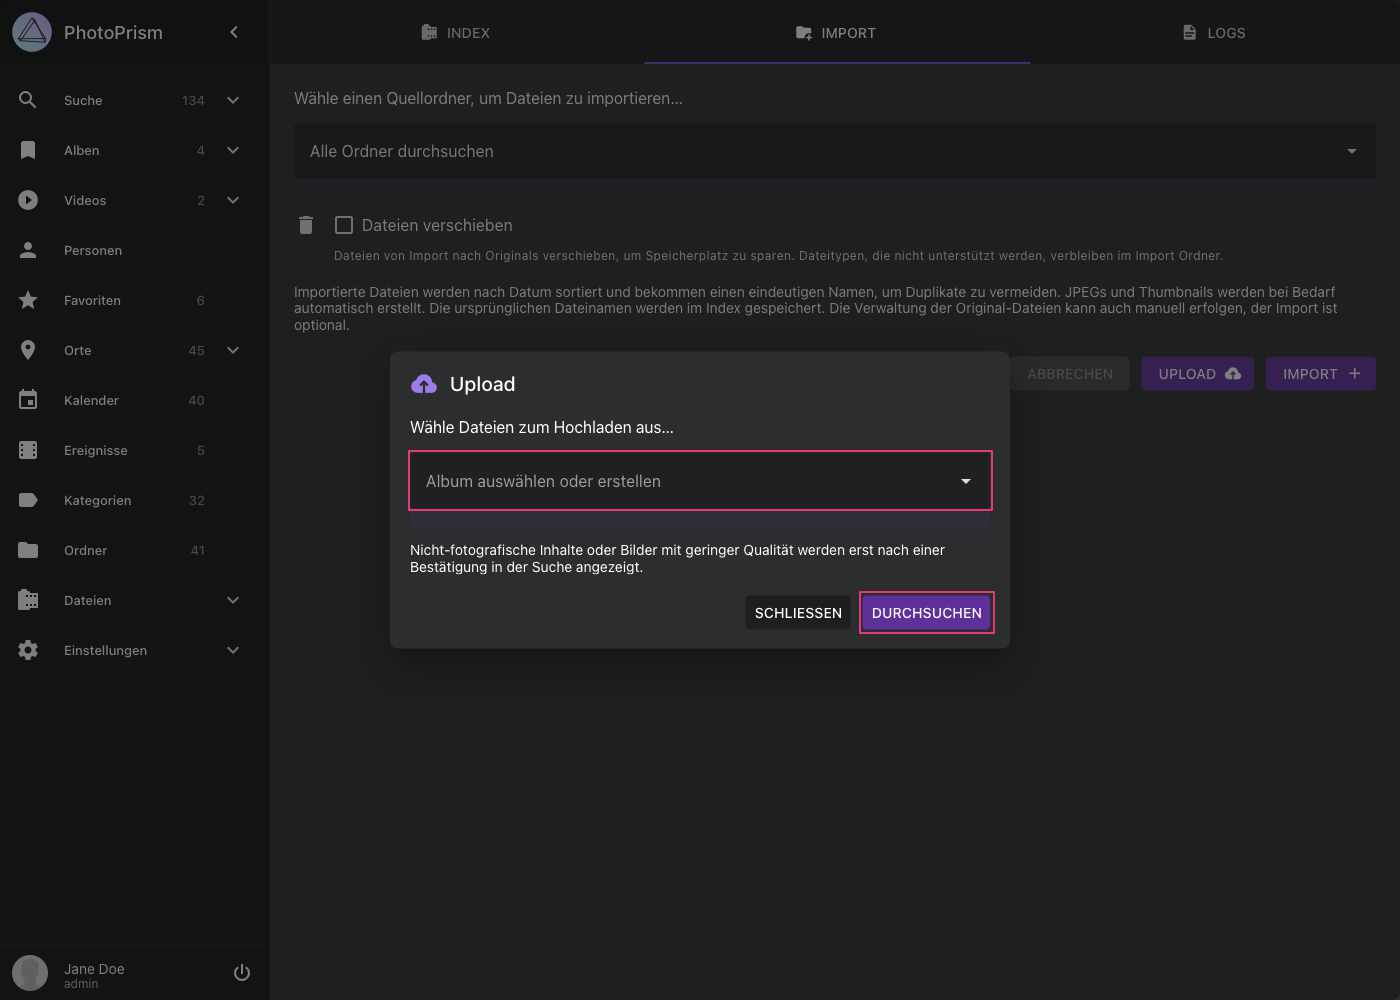 PhotoPrism
INDEX
IMPORT
LOGS
Suche 134
Alben 4
Videos 2
Personen
Favoriten 6
Orte 45
Kalender 40
Ereignisse 5
Kategorien 32
Ordner 41
Dateien
Einstellungen
Jane Doe
admin
Wähle einen Quellordner, um Dateien zu importieren...
Alle Ordner durchsuchen
Dateien verschieben
Dateien von Import nach Originals verschieben, um Speicherplatz zu sparen. Dateitypen, die nicht unterstützt werden, verbleiben im Import Ordner.
Importierte Dateien werden nach Datum sortiert und bekommen einen eindeutigen Namen, um Duplikate zu vermeiden. JPEGs und Thumbnails werden bei Bedarf
automatisch erstellt. Die ursprünglichen Dateinamen werden im Index gespeichert. Die Verwaltung der Original-Dateien kann auch manuell erfolgen, der Import ist
optional.
ABBRECHEN
UPLOAD
IMPORT
Upload
Wähle Dateien zum Hochladen aus...
Album auswählen oder erstellen
Nicht-fotografische Inhalte oder Bilder mit geringer Qualität werden erst nach einer
Bestätigung in der Suche angezeigt.
SCHLIESSEN
DURCHSUCHEN